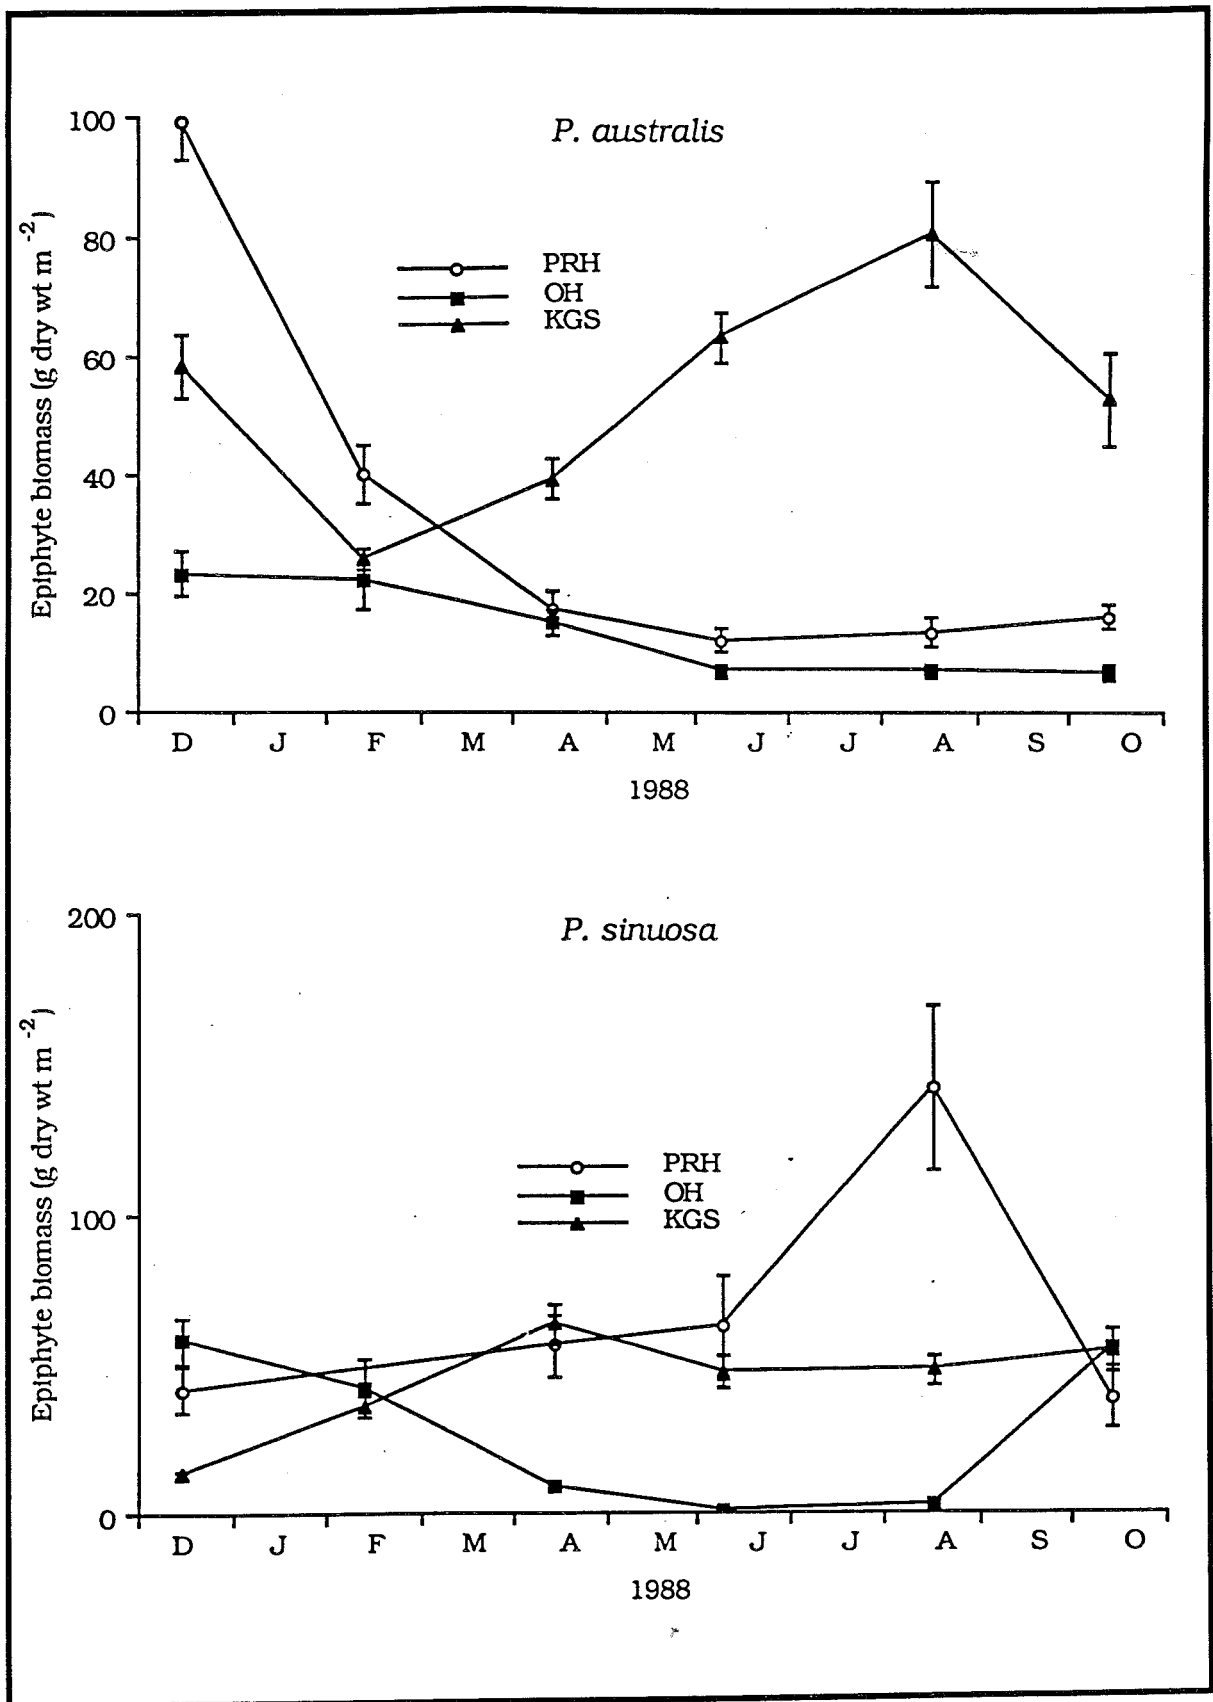 P. australis
Epiphyte biomass (g dry wt m -2)
100
80
60
40
20
0
PRH
OH
KGS
D J F M A M J J A S O
1988
P. sinuosa
Epiphyte biomass (g dry wt m -2)
200
100
0
PRH
OH
KGS
D J F M A M J J A S O
1988